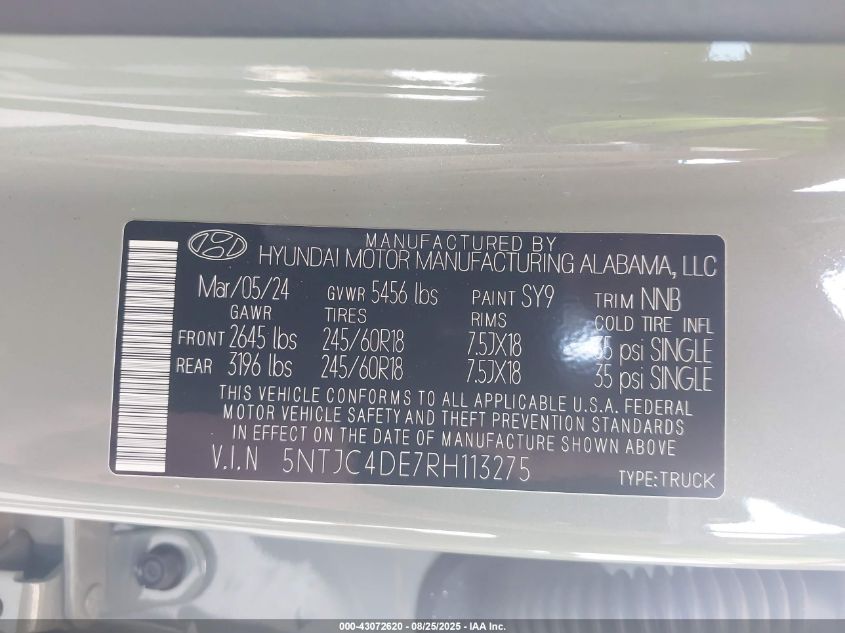 MANUFACTURED BY
HYUNDAI MOTOR MANUFACTURING ALABAMA, LLC
Mar/05/24 GVWR 5456 lbs PAINT SY9 TRIM NNB
GAWR TIRES RIMS COLD TIRE INFL
FRONT 2645 lbs 245/60R18 7.5JX18 35 psi SINGLE
REAR 3196 lbs 245/60R18 7.5JX18 35 psi SINGLE
THIS VEHICLE CONFORMS TO ALL APPLICABLE U.S.A. FEDERAL
MOTOR VEHICLE SAFETY AND THEFT PREVENTION STANDARDS
IN EFFECT ON THE DATE OF MANUFACTURE SHOWN ABOVE
V.I.N 5NTJC4DE7RH113275 TYPE:TRUCK
000-43072620 - 08/25/2025 - IAA Inc.